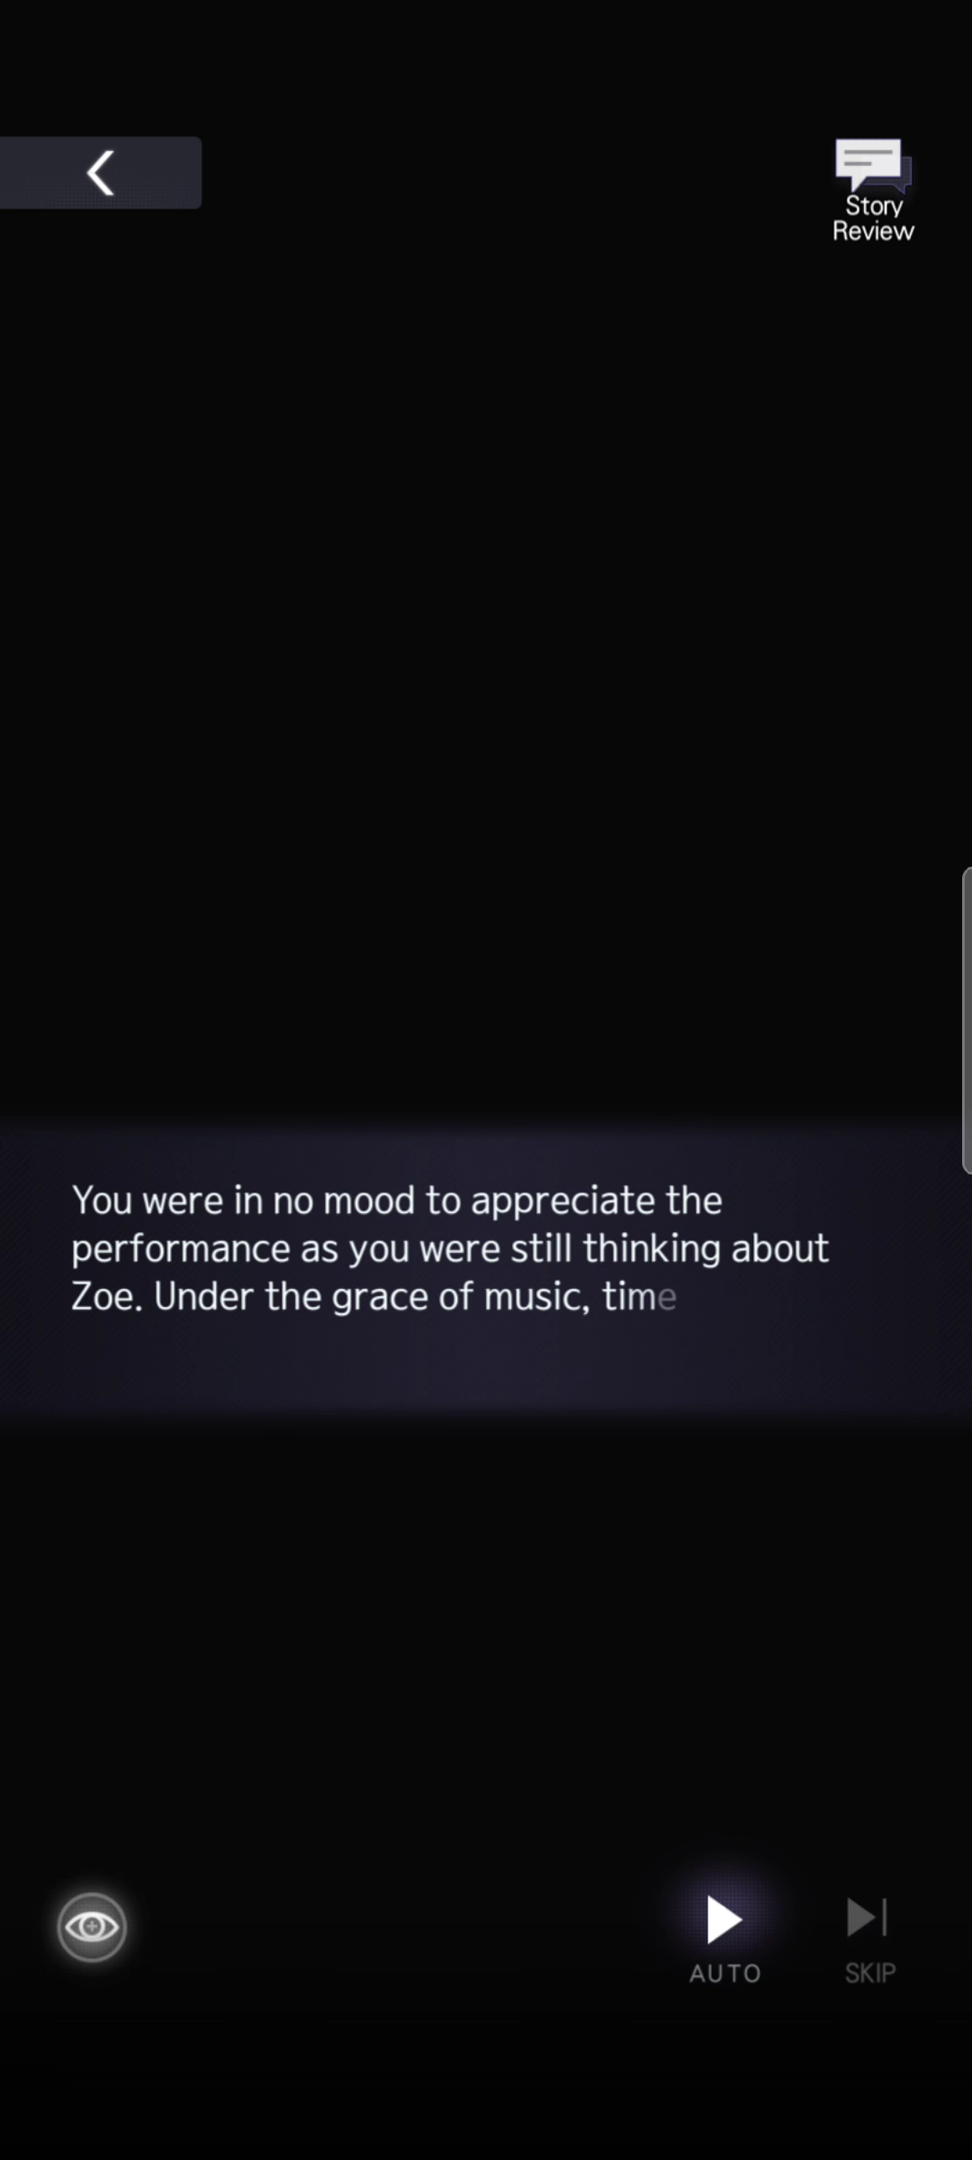 Story
Review
You were in no mood to appreciate the
performance as you were still thinking about
Zoe. Under the grace of music, time
AUTO
SKIP